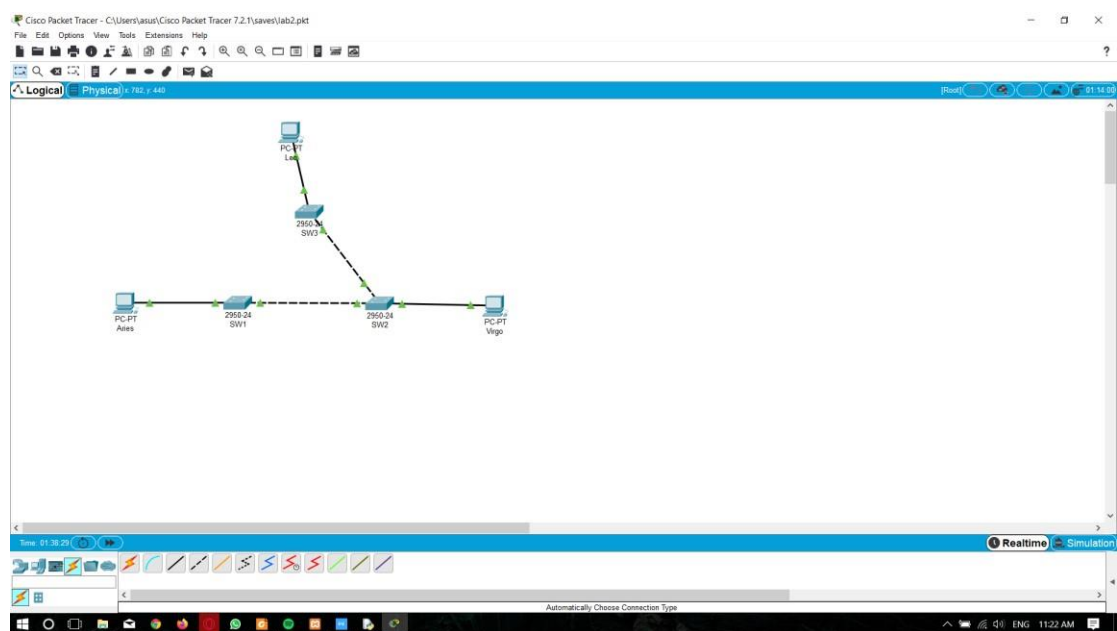 Cisco Packet Tracer - C:\Users\asus\Cisco Packet Tracer 7.2.1\saves\lab2.pkt
File Edit Options View Tools Extensions Help
?
Logical Physical x: 782, y: 440 [Root] 01:14:00
PC-PT
2950-24
SW3
PC-PT
Aries
2950-24
SW1
2950-24
SW2
PC-PT
Virgo
Time: 01:38:29 Realtime Simulation
Automatically Choose Connection Type
ENG 11:22 AM